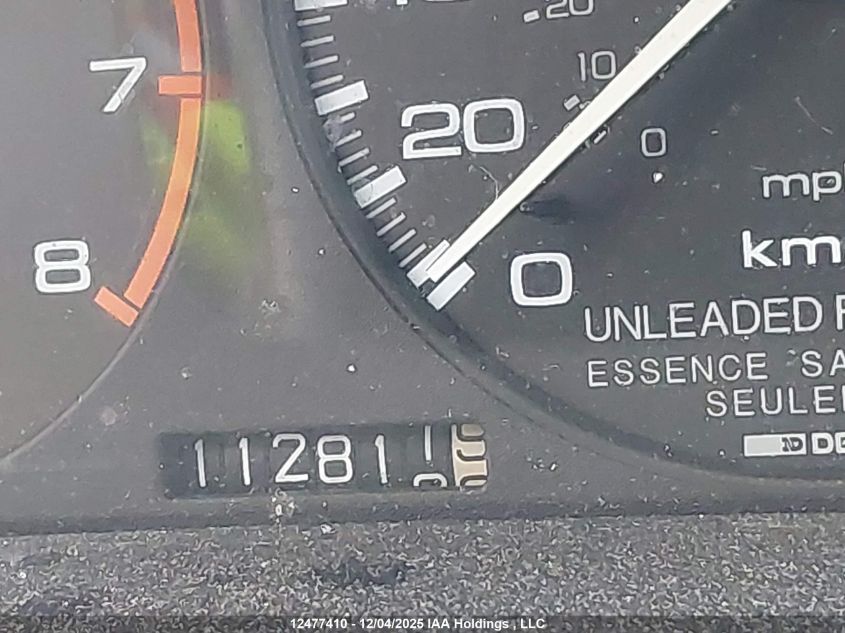 7
8
20
10
20
0
mp
km
0
UNLEADED
ESSENCE SA
SEULE
11281
12477410 - 12/04/2025 IAA Holdings , LLC